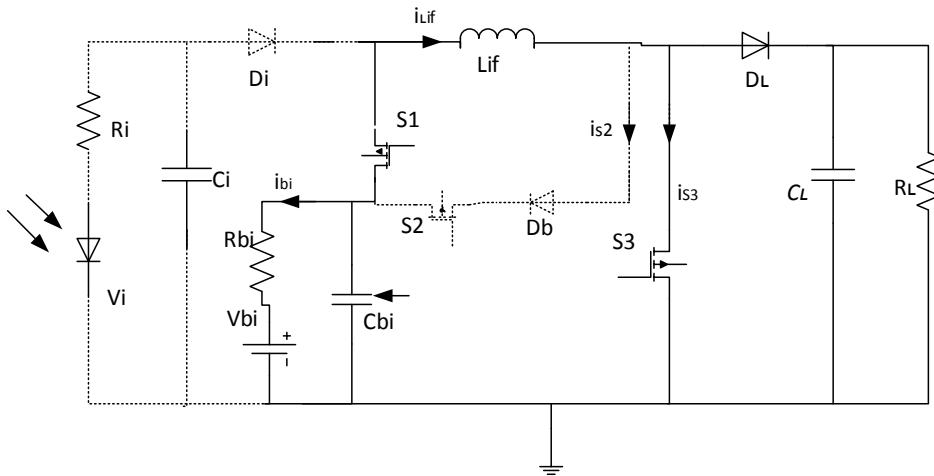 iLif
Di
Lif
DL
Ri
S1
iS2
Ci
ibi
iS3
CL
RL
S2
Db
Rbi
S3
Vi
Vbi
+
Cbi